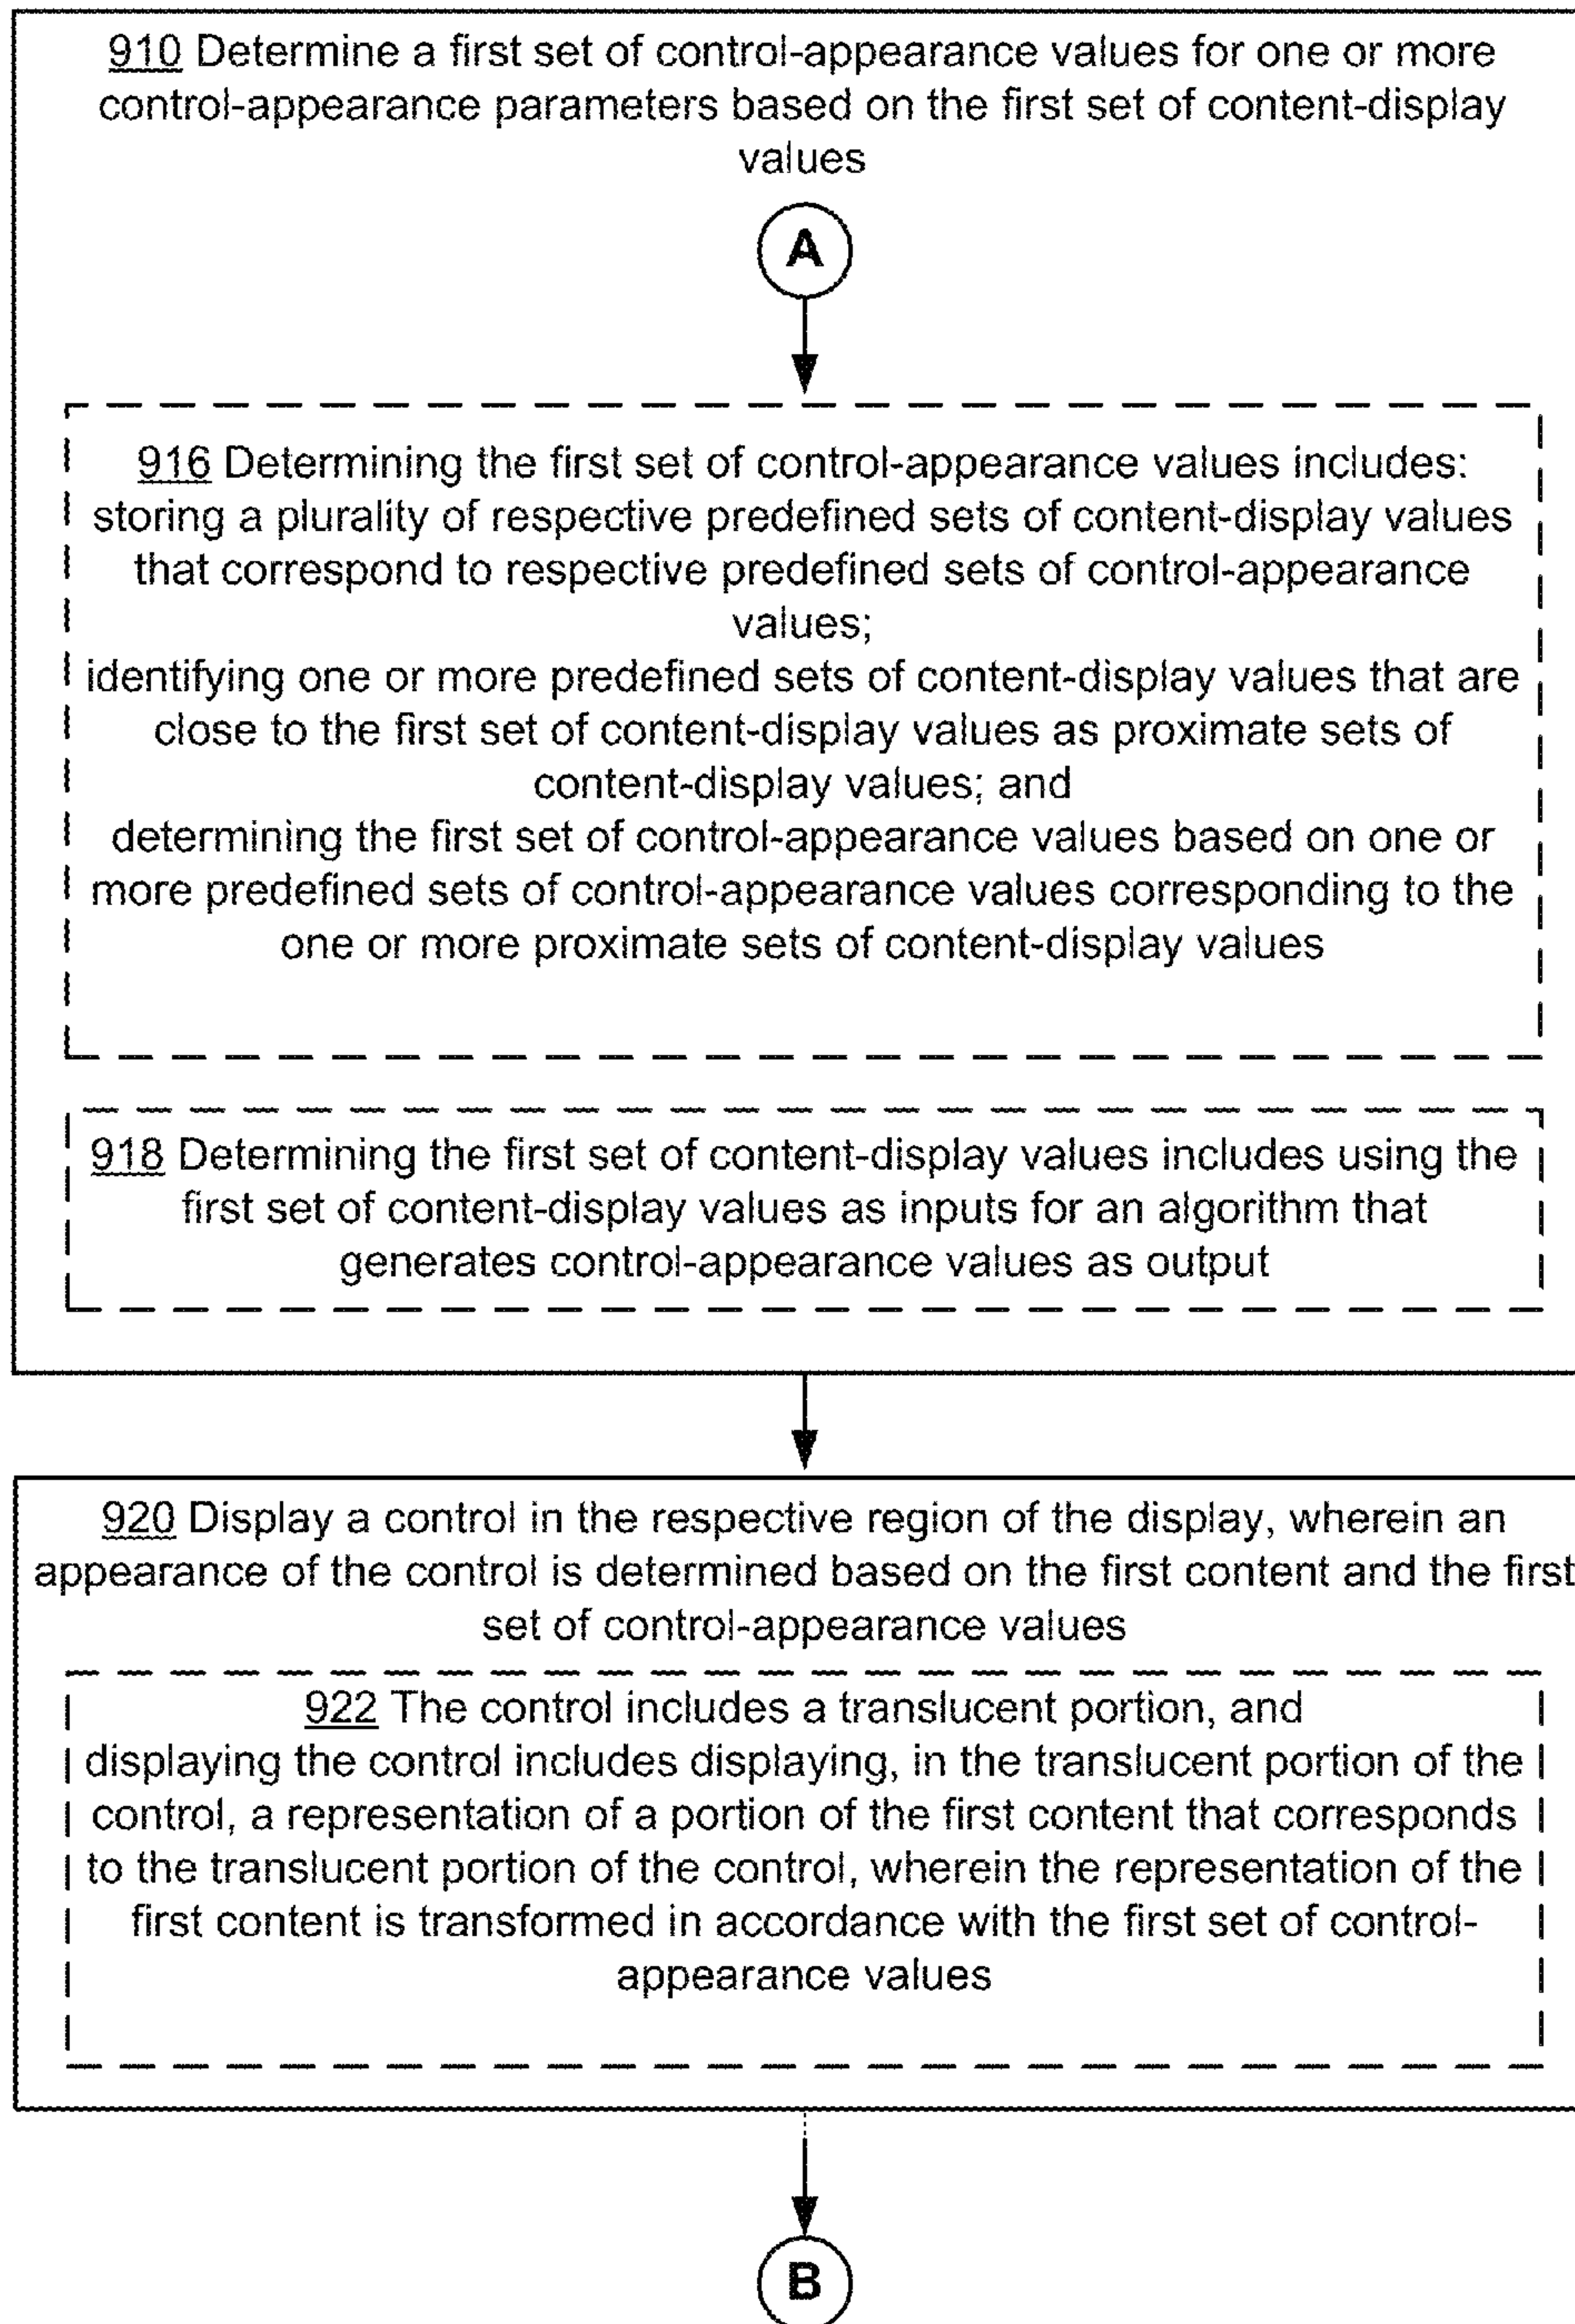 910 Determine a first set of control-appearance values for one or more
control-appearance parameters based on the first set of content-display
values
A
916 Determining the first set of control-appearance values includes:
storing a plurality of respective predefined sets of content-display values
that correspond to respective predefined sets of control-appearance
values;
identifying one or more predefined sets of content-display values that are
close to the first set of content-display values as proximate sets of
content-display values; and
determining the first set of control-appearance values based on one or
more predefined sets of control-appearance values corresponding to the
one or more proximate sets of content-display values
918 Determining the first set of content-display values includes using the
first set of content-display values as inputs for an algorithm that
generates control-appearance values as output
920 Display a control in the respective region of the display, wherein an
appearance of the control is determined based on the first content and the first
set of control-appearance values
922 The control includes a translucent portion, and
displaying the control includes displaying, in the translucent portion of the
control, a representation of a portion of the first content that corresponds
to the translucent portion of the control, wherein the representation of the
first content is transformed in accordance with the first set of control-
appearance values
B